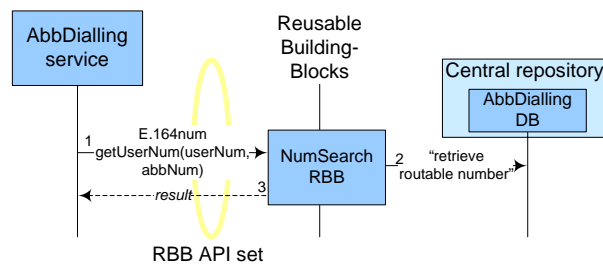 AbbDialling
service
Reusable
Building-
Blocks
Central repository
AbbDialling
DB
1
E.164num
getUserNum(userNum,
abbNum)
NumSearch
RBB
2
"retrieve
routable number"
3
result
RBB API set